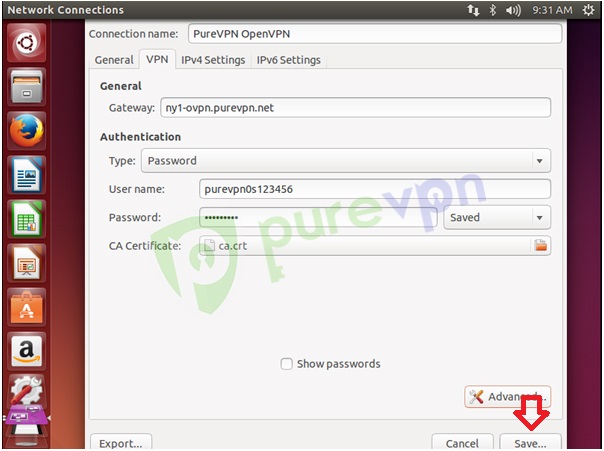 Network Connections 9:31 AM
Connection name: PureVPN OpenVPN
General VPN IPv4 Settings IPv6 Settings
General
Gateway: ny1-ovpn.purevpn.net
Authentication
Type: Password
User name: purevpn0s123456
Password: ••••••••• Saved
CA Certificate: ca.crt
purevpn
Show passwords
Advanced...
Export... Cancel Save...